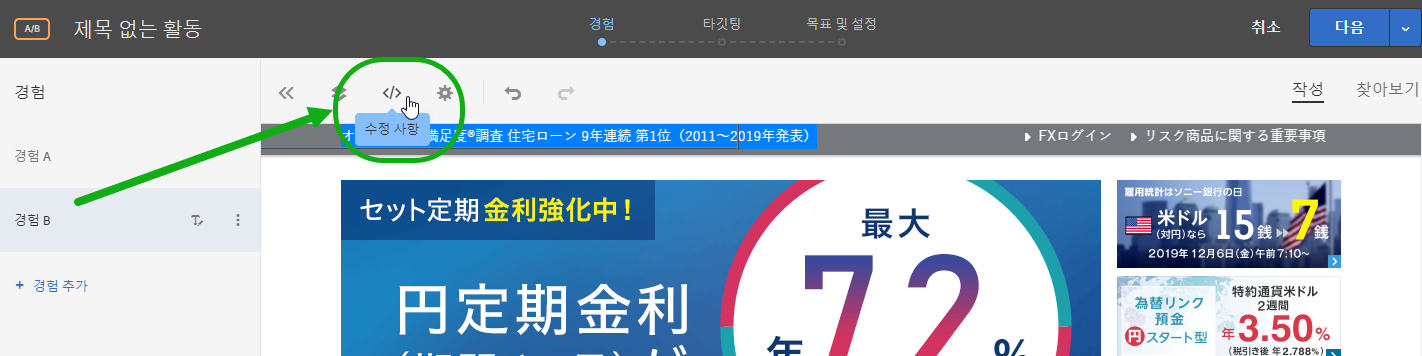 A/B 제목 없는 활동 경험 타깃팅 목표 및 설정 취소 다음
경험
작성 찾아보기
수정 사항
満足度®調査 住宅ローン 9年連続 第1位（2011～2019年発表）
FXログイン リスク商品に関する重要事項
경험 A
경험 B
+ 경험 추가
セット定期 金利強化中！
円定期金利
最大
7.2
年 %
雇用統計はソニー銀行の日
米ドル
（対円）なら
15銭 7銭
2019年 12月6日(金)午前7:10～
為替リンク
預金
円 スタート型
特約通貨米ドル
2週間
年3.50%
（税引き後 年2.788%）